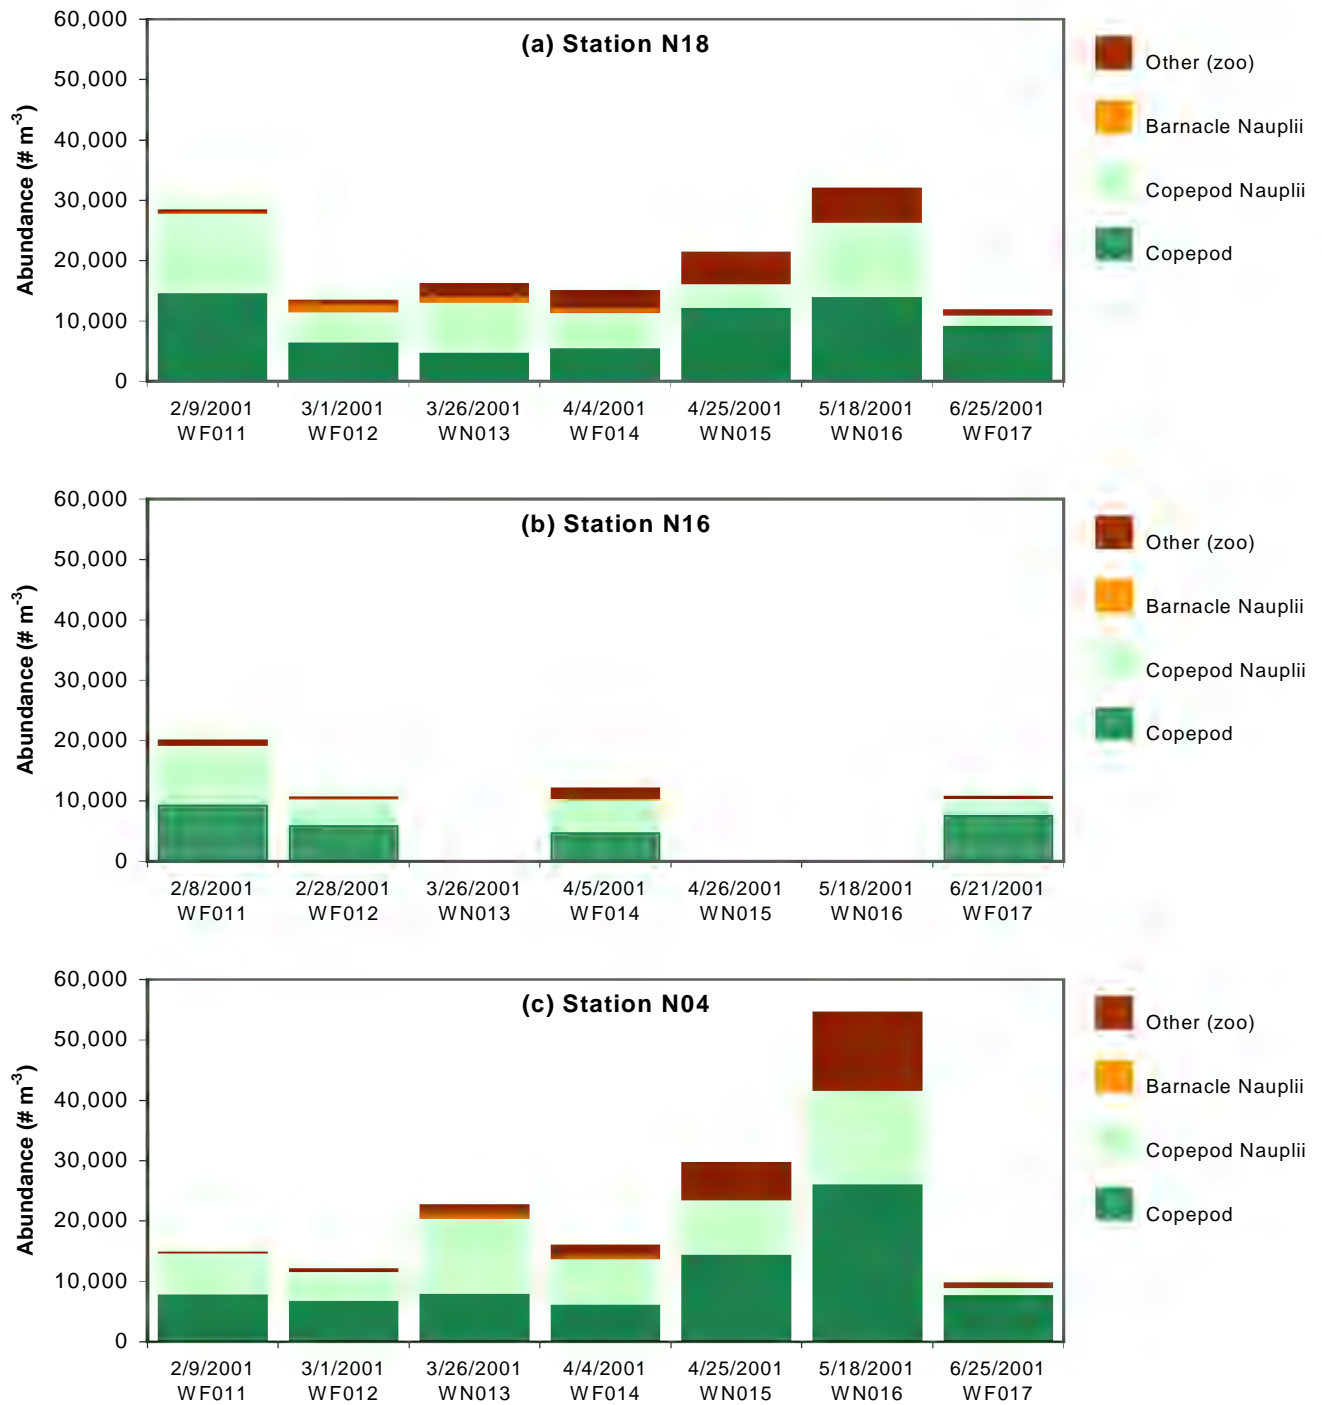 (a) Station N18
Abundance (# m-3)
60,000
50,000
40,000
30,000
20,000
10,000
0
2/9/2001 3/1/2001 3/26/2001 4/4/2001 4/25/2001 5/18/2001 6/25/2001
WF011 WF012 WN013 WF014 WN015 WN016 WF017
Other (zoo)
Barnacle Nauplii
Copepod Nauplii
Copepod
(b) Station N16
Abundance (# m-3)
60,000
50,000
40,000
30,000
20,000
10,000
0
2/8/2001 2/28/2001 3/26/2001 4/5/2001 4/26/2001 5/18/2001 6/21/2001
WF011 WF012 WN013 WF014 WN015 WN016 WF017
Other (zoo)
Barnacle Nauplii
Copepod Nauplii
Copepod
(c) Station N04
Abundance (# m-3)
60,000
50,000
40,000
30,000
20,000
10,000
0
2/9/2001 3/1/2001 3/26/2001 4/4/2001 4/25/2001 5/18/2001 6/25/2001
WF011 WF012 WN013 WF014 WN015 WN016 WF017
Other (zoo)
Barnacle Nauplii
Copepod Nauplii
Copepod